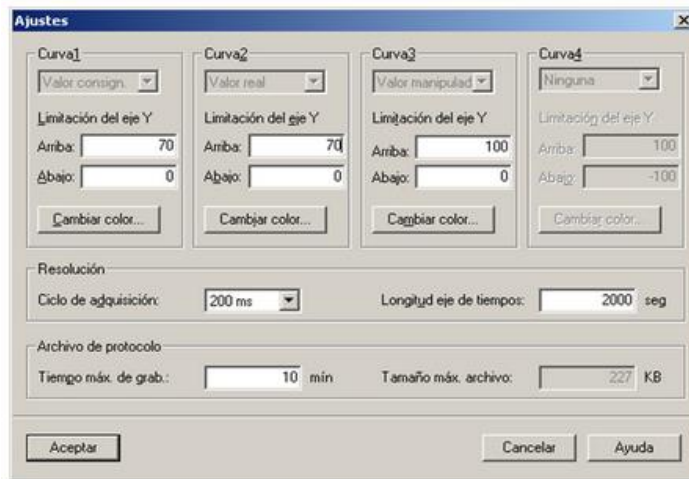 Ajustes
Curva1
Valor consign.
Limitación del eje Y
Arriba: 70
Abajo: 0
Cambiar color...
Curva2
Valor real
Limitación del eje Y
Arriba: 70
Abajo: 0
Cambiar color...
Curva3
Valor manipulad
Limitación del eje Y
Arriba: 100
Abajo: 0
Cambiar color...
Curva4
Ninguna
Limitación del eje Y
Arriba: 100
Abajo: -100
Cambiar color...
Resolución
Ciclo de adquisición: 200 ms Longitud eje de tiempos: 2000 seg
Archivo de protocolo
Tiempo máx. de grab.: 10 mín Tamaño máx. archivo: 227 KB
Aceptar Cancelar Ayuda